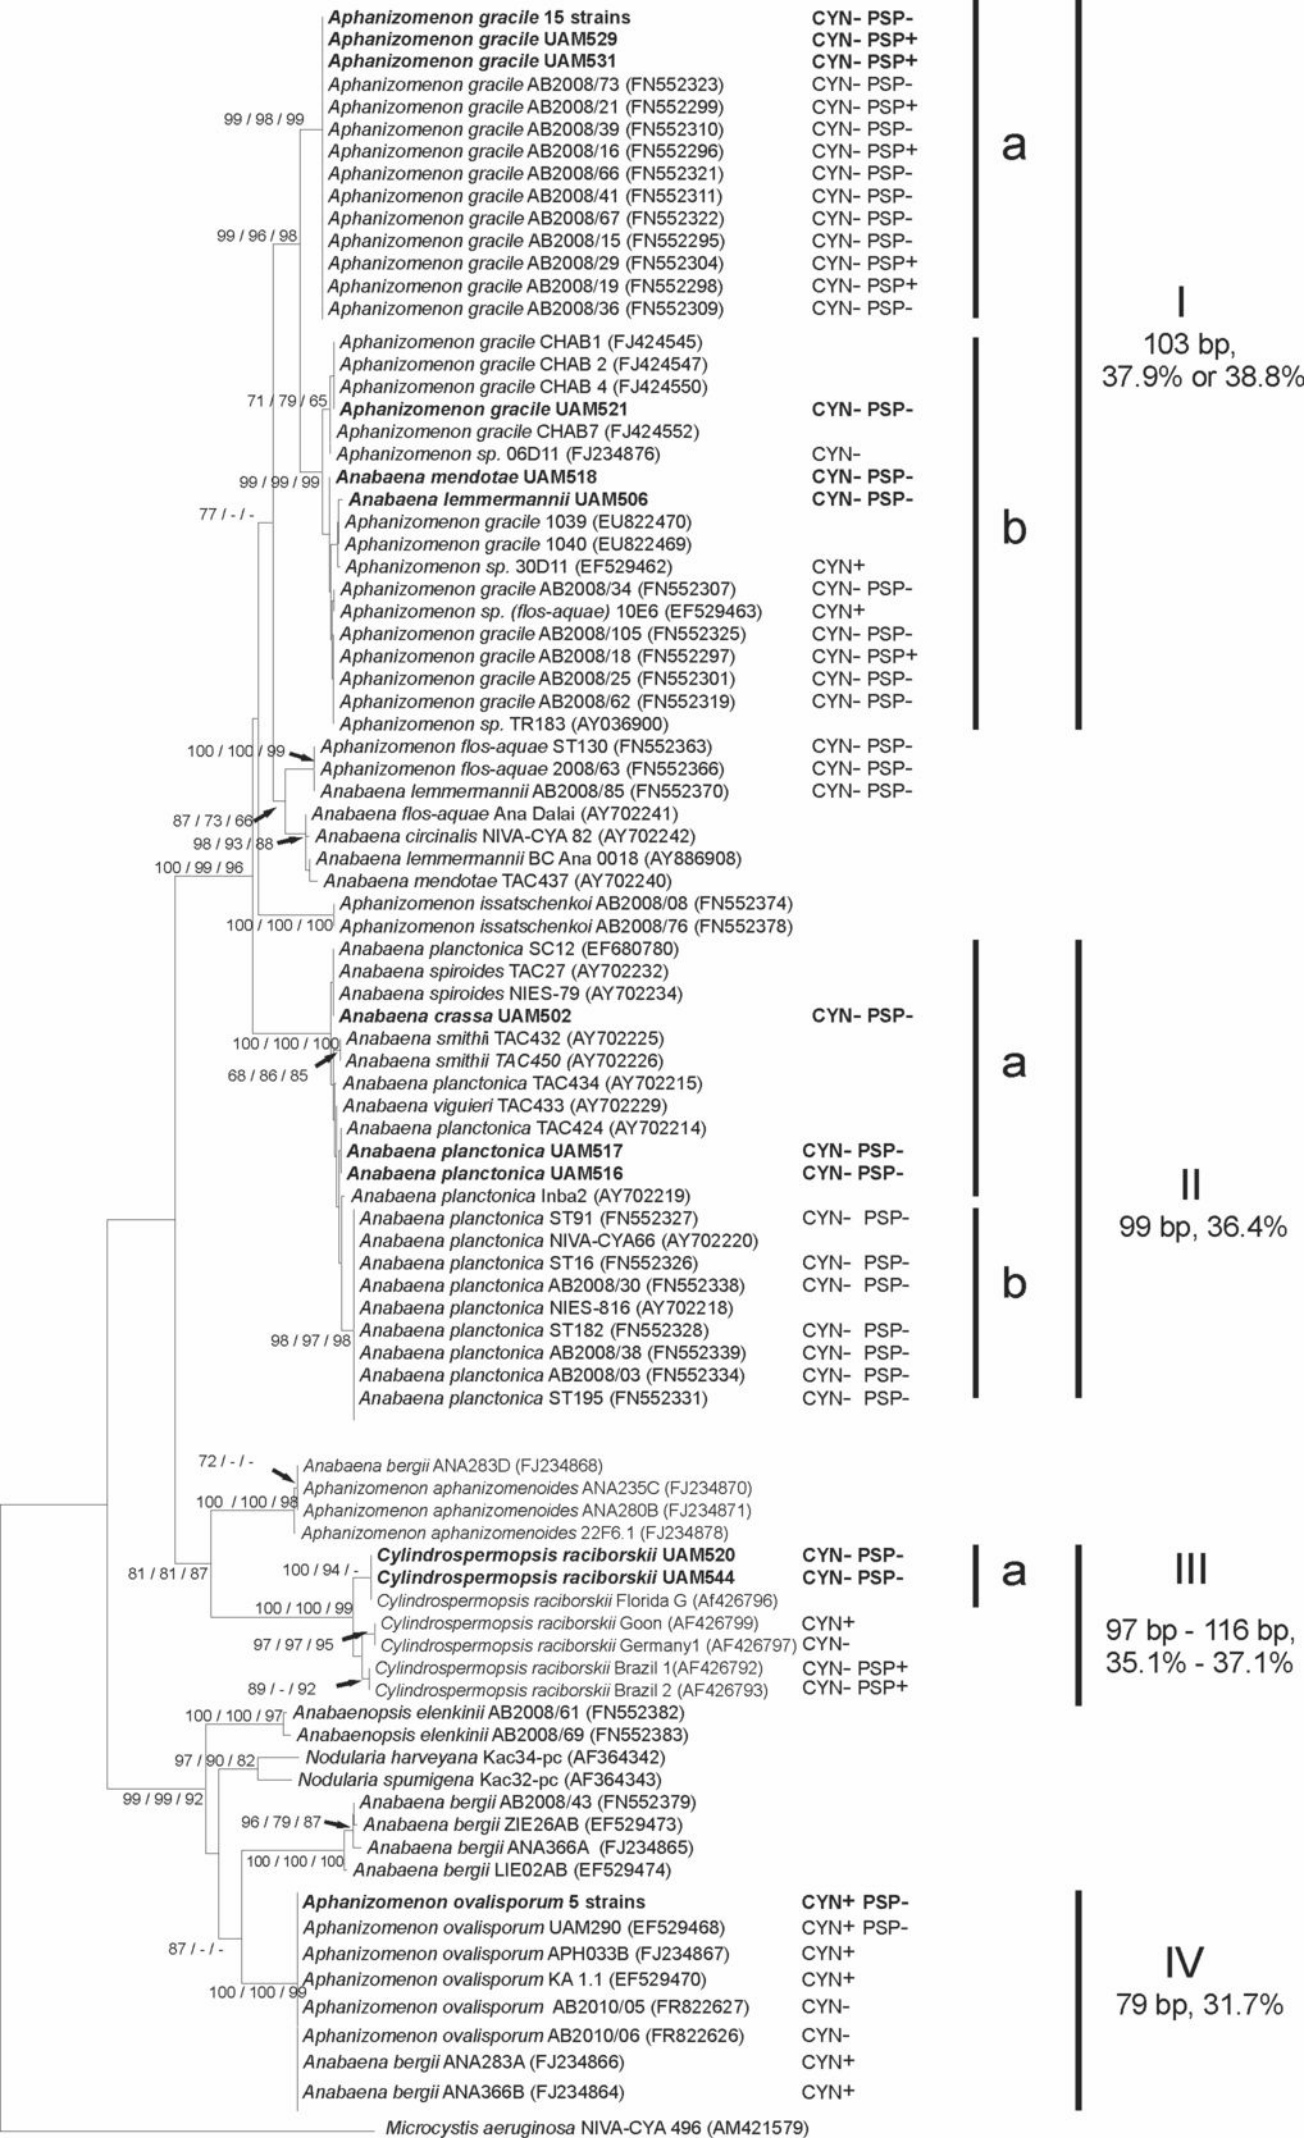 Aphanizomenon gracile 15 strains CYN- PSP-
Aphanizomenon gracile UAM529 CYN- PSP+
Aphanizomenon gracile UAM531 CYN- PSP+
Aphanizomenon gracile AB2008/73 (FN552323) CYN- PSP-
Aphanizomenon gracile AB2008/21 (FN552299) CYN- PSP+
99 / 98 / 99
Aphanizomenon gracile AB2008/39 (FN552310) CYN- PSP-
a
Aphanizomenon gracile AB2008/16 (FN552296) CYN- PSP+
Aphanizomenon gracile AB2008/66 (FN552321) CYN- PSP-
Aphanizomenon gracile AB2008/41 (FN552311) CYN- PSP-
Aphanizomenon gracile AB2008/67 (FN552322) CYN- PSP-
99 / 96 / 98
Aphanizomenon gracile AB2008/15 (FN552295) CYN- PSP-
Aphanizomenon gracile AB2008/29 (FN552304) CYN- PSP+
Aphanizomenon gracile AB2008/19 (FN552298) CYN- PSP+
Aphanizomenon gracile AB2008/36 (FN552309) CYN- PSP-
I
103 bp,
37.9% or 38.8%
Aphanizomenon gracile CHAB1 (FJ424545)
Aphanizomenon gracile CHAB 2 (FJ424547)
Aphanizomenon gracile CHAB 4 (FJ424550)
71 / 79 / 65
Aphanizomenon gracile UAM521 CYN- PSP-
Aphanizomenon gracile CHAB7 (FJ424552)
Aphanizomenon sp. 06D11 (FJ234876) CYN-
Anabaena mendotae UAM518 CYN- PSP-
99 / 99 / 99
Anabaena lemmermannii UAM506 CYN- PSP-
77 / - / -
Aphanizomenon gracile 1039 (EU822470)
b
Aphanizomenon gracile 1040 (EU822469)
Aphanizomenon sp. 30D11 (EF529462) CYN+
Aphanizomenon gracile AB2008/34 (FN552307) CYN- PSP-
Aphanizomenon sp. (flos-aquae) 10E6 (EF529463) CYN+
Aphanizomenon gracile AB2008/105 (FN552325) CYN- PSP-
Aphanizomenon gracile AB2008/18 (FN552297) CYN- PSP+
Aphanizomenon gracile AB2008/25 (FN552301) CYN- PSP-
Aphanizomenon gracile AB2008/62 (FN552319) CYN- PSP-
Aphanizomenon sp. TR183 (AY036900)
100 / 100 / 99
Aphanizomenon flos-aquae ST130 (FN552363) CYN- PSP-
Aphanizomenon flos-aquae 2008/63 (FN552366) CYN- PSP-
Anabaena lemmermannii AB2008/85 (FN552370) CYN- PSP-
Anabaena flos-aquae Ana Dalai (AY702241)
87 / 73 / 66
Anabaena circinalis NIVA-CYA 82 (AY702242)
98 / 93 / 88
Anabaena lemmermannii BC Ana 0018 (AY886908)
100 / 99 / 96
Anabaena mendotae TAC437 (AY702240)
Aphanizomenon issatschenkoi AB2008/08 (FN552374)
100 / 100 / 100
Aphanizomenon issatschenkoi AB2008/76 (FN552378)
Anabaena planctonica SC12 (EF680780)
Anabaena spiroides TAC27 (AY702232)
Anabaena spiroides NIES-79 (AY702234)
Anabaena crassa UAM502 CYN- PSP-
Anabaena smithii TAC432 (AY702225)
100 / 100 / 100
Anabaena smithii TAC450 (AY702226)
a
68 / 86 / 85
Anabaena planctonica TAC434 (AY702215)
Anabaena viguieri TAC433 (AY702229)
Anabaena planctonica TAC424 (AY702214)
Anabaena planctonica UAM517 CYN- PSP-
Anabaena planctonica UAM516 CYN- PSP-
II
99 bp, 36.4%
Anabaena planctonica Inba2 (AY702219)
Anabaena planctonica ST91 (FN552327) CYN- PSP-
Anabaena planctonica NIVA-CYA66 (AY702220)
Anabaena planctonica ST16 (FN552326) CYN- PSP-
Anabaena planctonica AB2008/30 (FN552338) CYN- PSP-
b
Anabaena planctonica NIES-816 (AY702218)
Anabaena planctonica ST182 (FN552328) CYN- PSP-
98 / 97 / 98
Anabaena planctonica AB2008/38 (FN552339) CYN- PSP-
Anabaena planctonica AB2008/03 (FN552334) CYN- PSP-
Anabaena planctonica ST195 (FN552331) CYN- PSP-
72 / - / -
Anabaena bergii ANA283D (FJ234868)
Aphanizomenon aphanizomenoides ANA235C (FJ234870)
100 / 100 / 98
Aphanizomenon aphanizomenoides ANA280B (FJ234871)
Aphanizomenon aphanizomenoides 22F6.1 (FJ234878)
Cylindrospermopsis raciborskii UAM520 CYN- PSP-
81 / 81 / 87
100 / 94 / -
Cylindrospermopsis raciborskii UAM544 CYN- PSP-
a
III
97 bp - 116 bp,
35.1% - 37.1%
Cylindrospermopsis raciborskii Florida G (Af426796)
100 / 100 / 99
Cylindrospermopsis raciborskii Goon (AF426799) CYN+
97 / 97 / 95
Cylindrospermopsis raciborskii Germany1 (AF426797) CYN-
Cylindrospermopsis raciborskii Brazil 1(AF426792) CYN- PSP+
89 / - / 92
Cylindrospermopsis raciborskii Brazil 2 (AF426793) CYN- PSP+
100 / 100 / 97
Anabaenopsis elenkinii AB2008/61 (FN552382)
Anabaenopsis elenkinii AB2008/69 (FN552383)
97 / 90 / 82
Nodularia harveyana Kac34-pc (AF364342)
Nodularia spumigena Kac32-pc (AF364343)
99 / 99 / 92
Anabaena bergii AB2008/43 (FN552379)
96 / 79 / 87
Anabaena bergii ZIE26AB (EF529473)
Anabaena bergii ANA366A (FJ234865)
100 / 100 / 100
Anabaena bergii LIE02AB (EF529474)
Aphanizomenon ovalisporum 5 strains CYN+ PSP-
Aphanizomenon ovalisporum UAM290 (EF529468) CYN+ PSP-
87 / - / -
Aphanizomenon ovalisporum APH033B (FJ234867) CYN+
Aphanizomenon ovalisporum KA 1.1 (EF529470) CYN+
100 / 100 / 99
IV
79 bp, 31.7%
Aphanizomenon ovalisporum AB2010/05 (FR822627) CYN-
Aphanizomenon ovalisporum AB2010/06 (FR822626) CYN-
Anabaena bergii ANA283A (FJ234866) CYN+
Anabaena bergii ANA366B (FJ234864) CYN+
Microcystis aeruginosa NIVA-CYA 496 (AM421579)